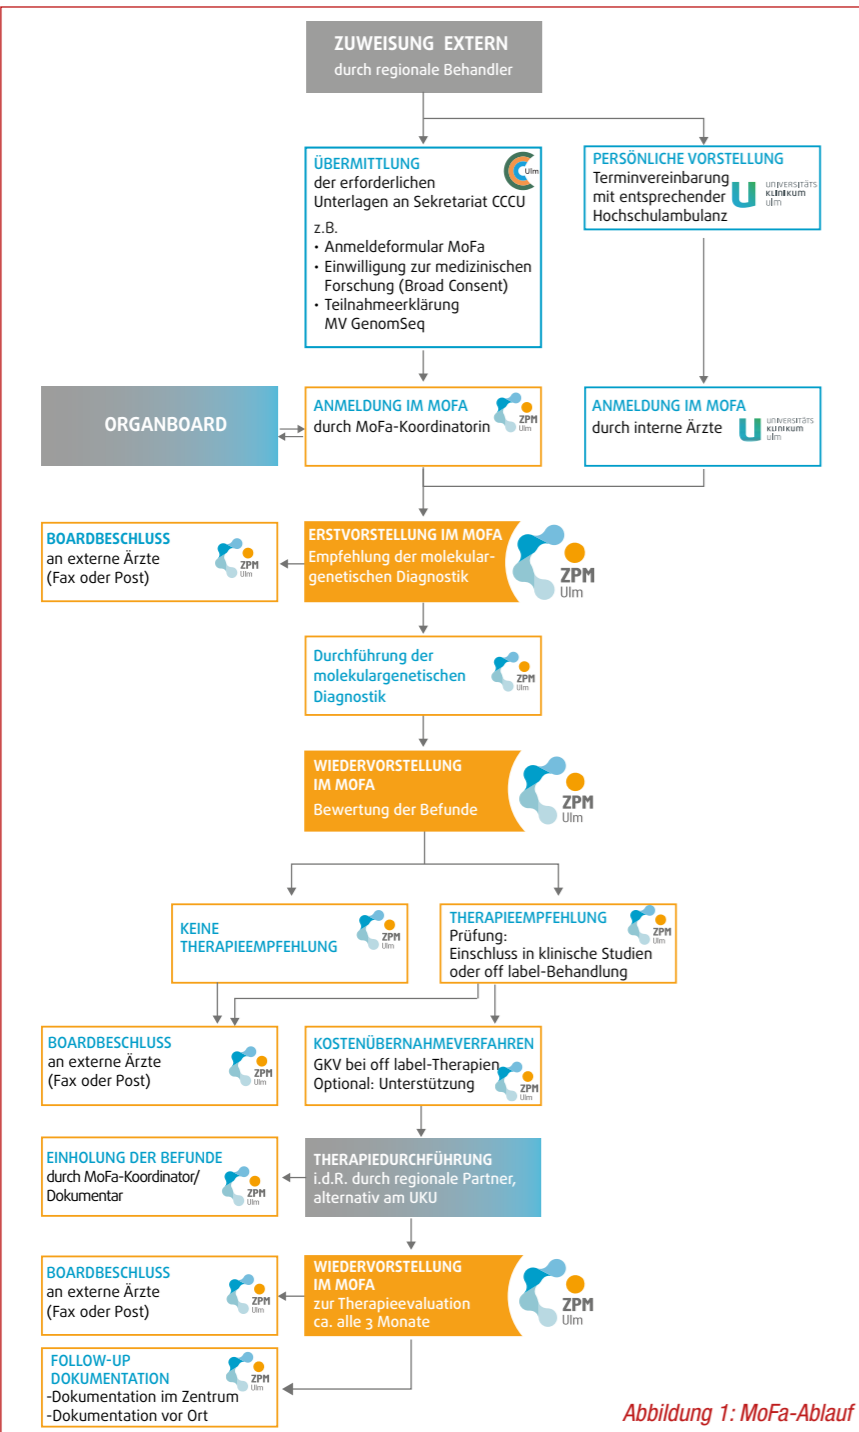 ZUWEISUNG EXTERN
durch regionale Behandler
ÜBERMITTLUNG
der erforderlichen
Unterlagen an Sekretariat CCCU
z.B.
· Anmeldeformular MoFa
· Einwilligung zur medizinischen
Forschung (Broad Consent)
· Teilnahmeerklärung
MV GenomSeq
Ulm
PERSÖNLICHE VORSTELLUNG
Terminvereinbarung
mit entsprechender
Hochschulambulanz
UNIVERSITÄTS
KLINIKUM
ulm
ORGANBOARD
ANMELDUNG IM MOFA
durch MoFa-Koordinatorin
ZPM
Ulm
ANMELDUNG IM MOFA
durch interne Ärzte
UNIVERSITÄTS
KLINIKUM
ulm
BOARDBESCHLUSS
an externe Ärzte
(Fax oder Post)
ZPM
Ulm
ERSTVORSTELLUNG IM MOFA
Empfehlung der molekular-
genetischen Diagnostik
ZPM
Ulm
Durchführung der
molekulargenetischen
Diagnostik
ZPM
Ulm
WIEDERVORSTELLUNG
IM MOFA
Bewertung der Befunde
ZPM
Ulm
KEINE
THERAPIEEMPFEHLUNG
ZPM
Ulm
THERAPIEEMPFEHLUNG
Prüfung:
Einschluss in klinische Studien
oder off label-Behandlung
ZPM
Ulm
BOARDBESCHLUSS
an externe Ärzte
(Fax oder Post)
ZPM
Ulm
KOSTENÜBERNAHMEVERFAHREN
GKV bei off label-Therapien
Optional: Unterstützung
ZPM
Ulm
EINHOLUNG DER BEFUNDE
durch MoFa-Koordinator/
Dokumentar
ZPM
Ulm
THERAPIEDURCHFÜHRUNG
i.d.R. durch regionale Partner,
alternativ am UKU
BOARDBESCHLUSS
an externe Ärzte
(Fax oder Post)
ZPM
Ulm
WIEDERVORSTELLUNG
IM MOFA
zur Therapieevaluation
ca. alle 3 Monate
ZPM
Ulm
FOLLOW-UP
DOKUMENTATION
-Dokumentation im Zentrum
-Dokumentation vor Ort
ZPM
Ulm
Abbildung 1: MoFa-Ablauf